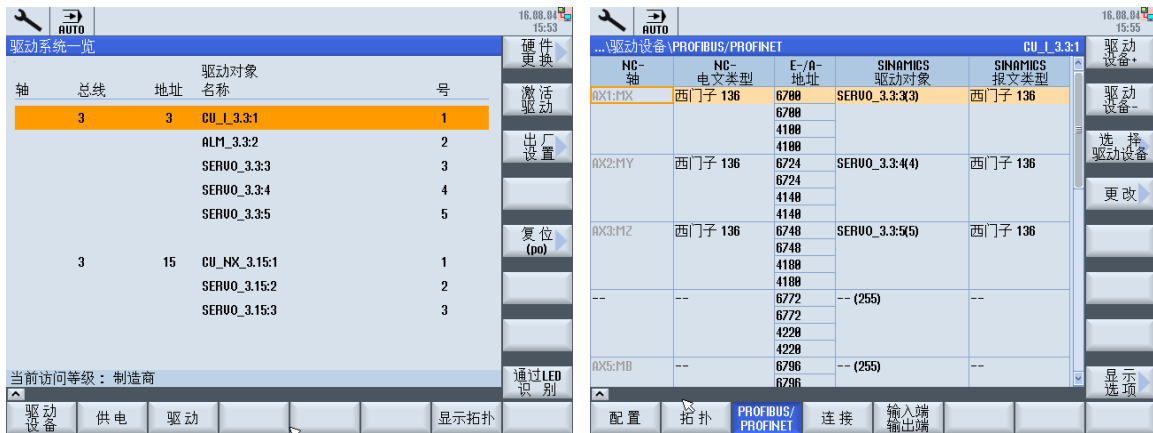 AUTO
16.08.04
15:53
驱动系统一览
驱动对象
轴 总线 地址 名称 号
3 3 CU_I_3.3:1 1
ALM_3.3:2 2
SERVO_3.3:3 3
SERVO_3.3:4 4
SERVO_3.3:5 5
3 15 CU_NX_3.15:1 1
SERVO_3.15:2 2
SERVO_3.15:3 3
当前访问等级：制造商
硬件
更换
激活
驱动
出厂
设置
复位
(po)
通过LED
识 别
驱动
设备
供电
驱动
显示拓扑
AUTO
16.08.04
15:55
...\驱动设备\PROFIBUS/PROFINET CU_I_3.3:1
NC- NC- E-/A- SINAMICS SINAMICS
轴 电文类型 地址 驱动对象 报文类型
AX1:MX 西门子 136 6700 SERVO_3.3:3(3) 西门子 136
6700
4100
4100
AX2:MY 西门子 136 6724 SERVO_3.3:4(4) 西门子 136
6724
4140
4140
AX3:MZ 西门子 136 6748 SERVO_3.3:5(5) 西门子 136
6748
4180
4180
-- -- 6772 -- (255) --
6772
4220
4220
AX5:MB -- 6796 -- (255) --
6796
驱动
设备+
驱动
设备-
选 择
驱动设备
更改
显示
选项
配置
拓扑
PROFIBUS/
PROFINET
连接
输入端
输出端